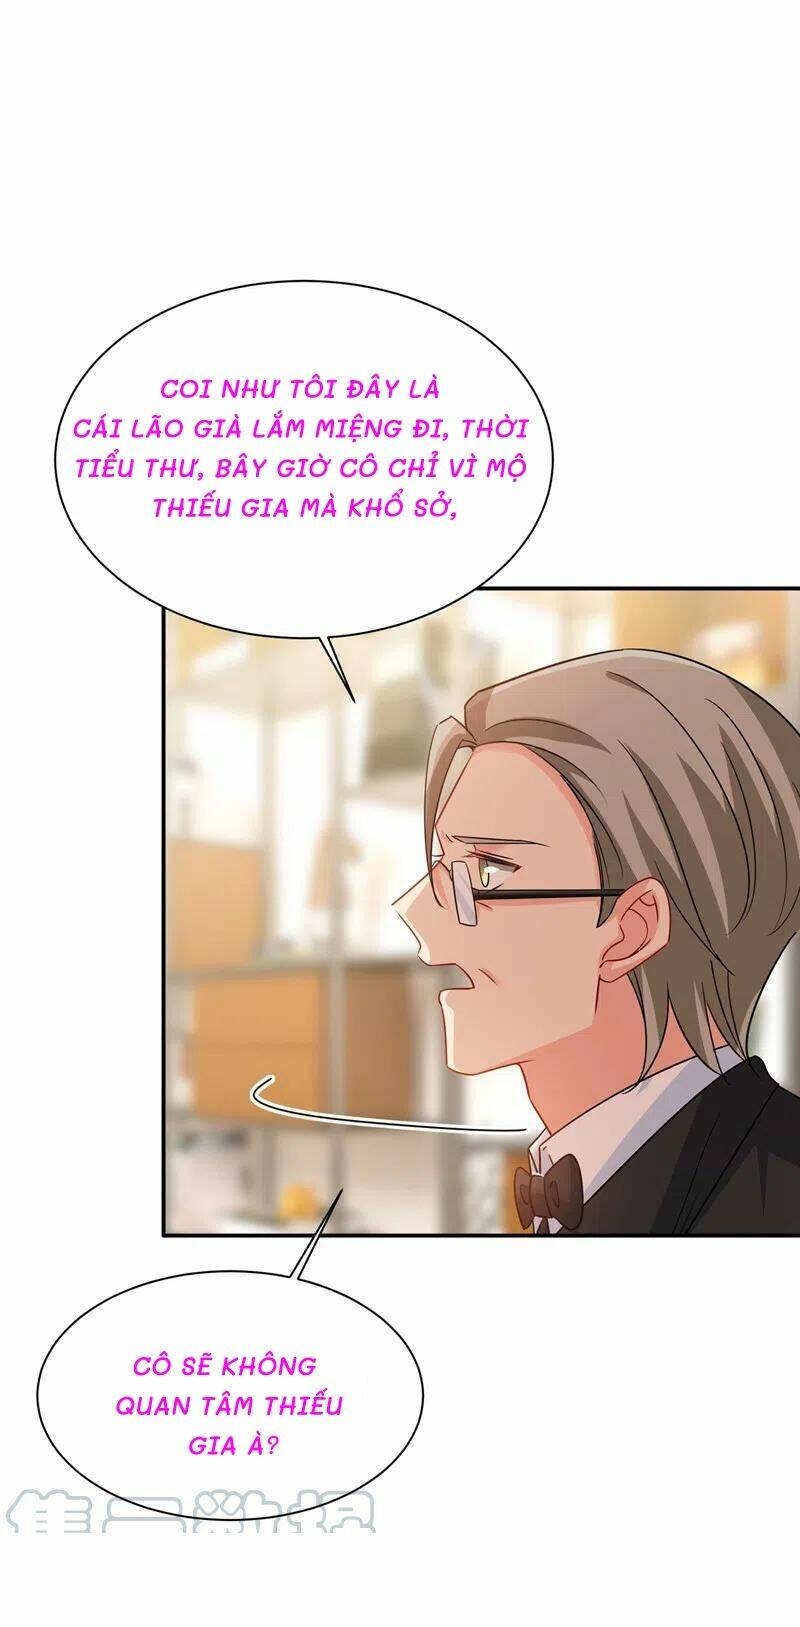 COI NHƯ TÔI ĐÂY LÀ
CÁI LÃO GIÀ LẮM MIỆNG ĐI, THỜI
TIỂU THƯ, BÂY GIỜ CÔ CHỈ VÌ MỘ
THIẾU GIA MÀ KHỔ SỞ,
CÔ SẼ KHÔNG
QUAN TÂM THIẾU
GIA À?